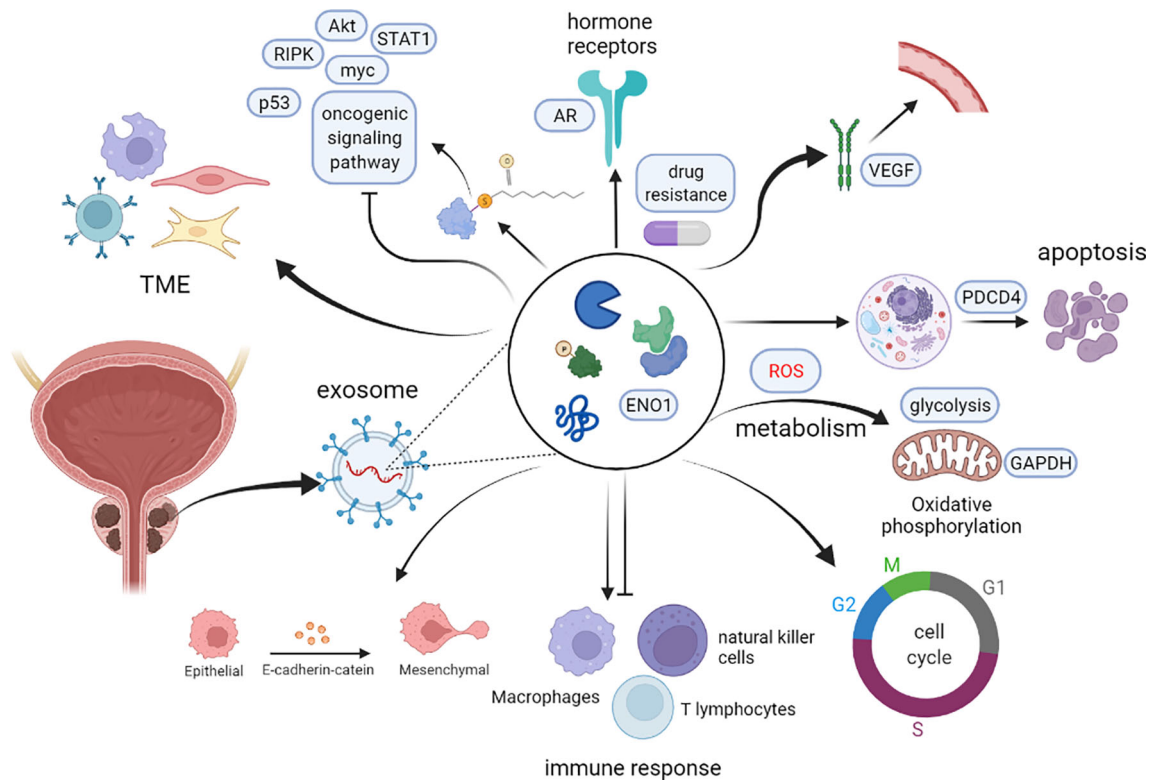 Akt
STAT1
RIPK
myc
p53
oncogenic
signaling
pathway
hormone
receptors
AR
drug
resistance
VEGF
O
S
TME
apoptosis
PDCD4
P
ENO1
ROS
metabolism
glycolysis
GAPDH
Oxidative
phosphorylation
exosome
Epithelial
E-cadherin-catein
Mesenchymal
Macrophages
natural killer
cells
T lymphocytes
immune response
M
G1
G2
S
cell
cycle